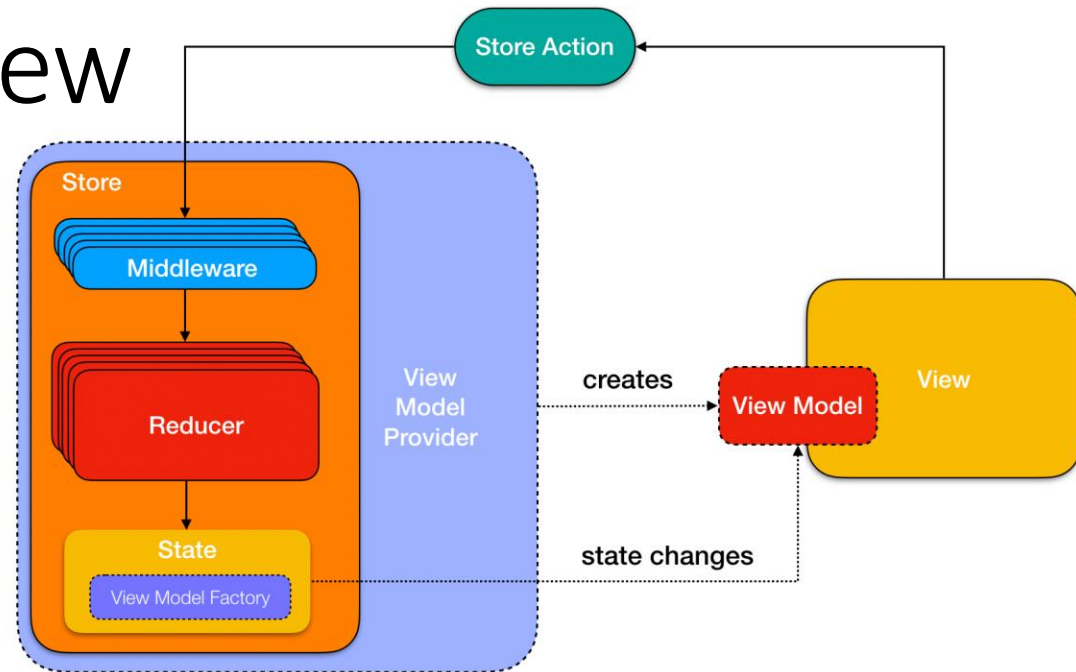 ew
Store Action
Store
Middleware
Reducer
View
Model
Provider
State
View Model Factory
creates
state changes
View Model
View